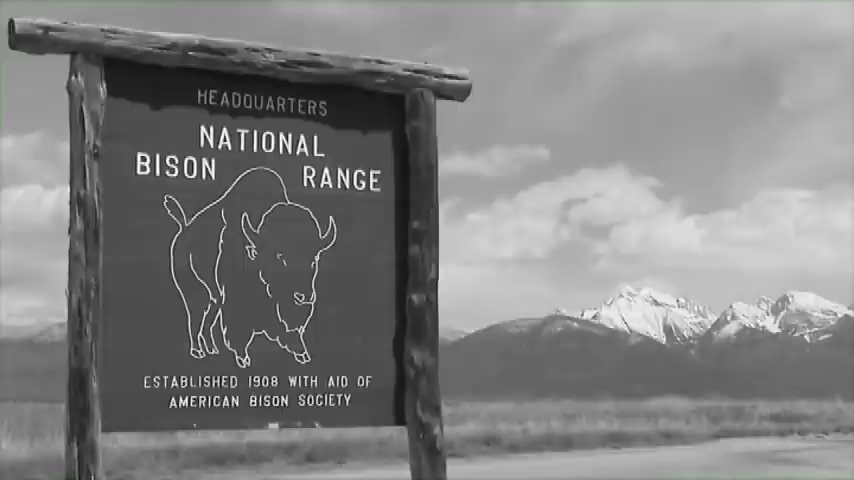 HEADQUARTERS
NATIONAL
BISON RANGE
ESTABLISHED 1908 WITH AID OF
AMERICAN BISON SOCIETY